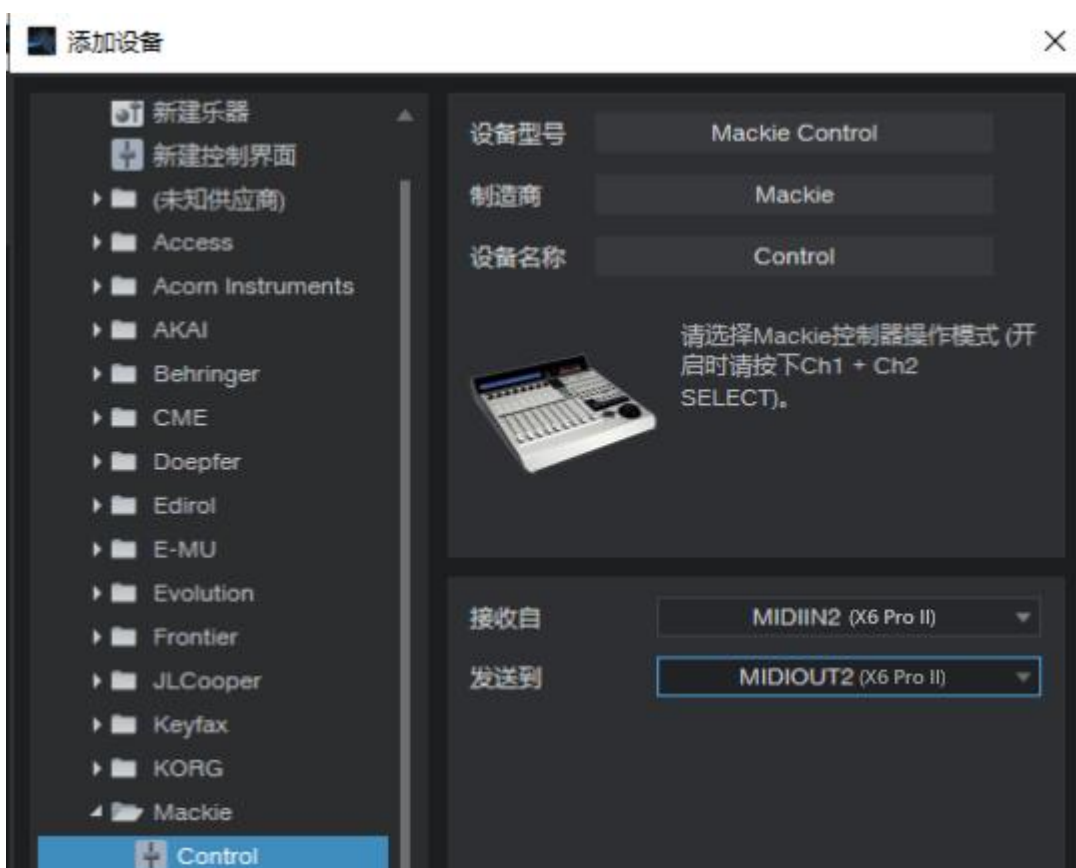 添加设备
新建乐器
新建控制界面
(未知供应商)
Access
Acorn Instruments
AKAI
Behringer
CME
Doepfer
Edirol
E-MU
Evolution
Frontier
JLCooper
Keyfax
KORG
Mackie
Control
设备型号 Mackie Control
制造商 Mackie
设备名称 Control
请选择Mackie控制器操作模式 (开
启时请按下Ch1 + Ch2
SELECT)。
接收自 MIDIIN2 (X6 Pro II)
发送到 MIDIOUT2 (X6 Pro II)